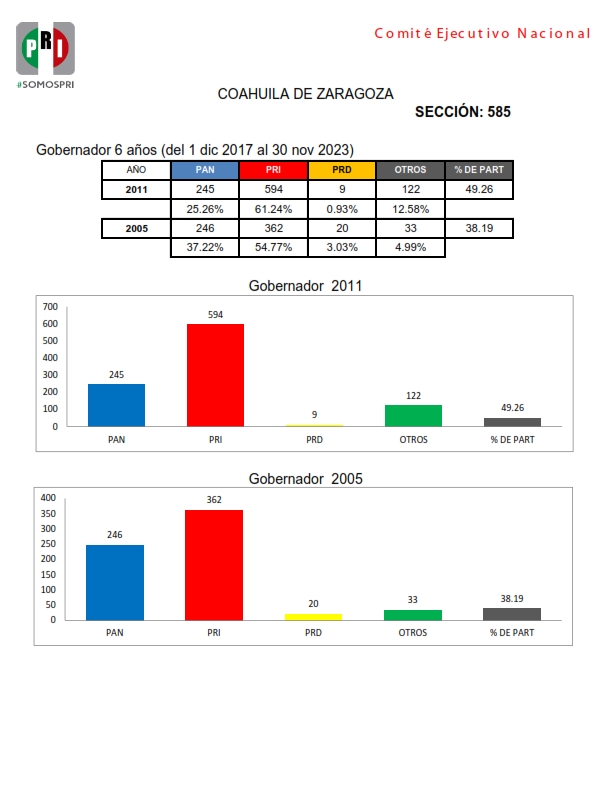 Comité Ejecutivo Nacional
PRI
#SOMOSPRI
COAHUILA DE ZARAGOZA
SECCIÓN: 585
Gobernador 6 años (del 1 dic 2017 al 30 nov 2023)
AÑO PAN PRI PRD OTROS % DE PART
2011 245 594 9 122 49.26
25.26% 61.24% 0.93% 12.58%
2005 246 362 20 33 38.19
37.22% 54.77% 3.03% 4.99%
Gobernador 2011
700
600
500
400
300
200
100
0
594
245
122
49.26
9
PAN PRI PRD OTROS % DE PART
Gobernador 2005
400
350
300
250
200
150
100
50
0
362
246
20
33
38.19
PAN PRI PRD OTROS % DE PART